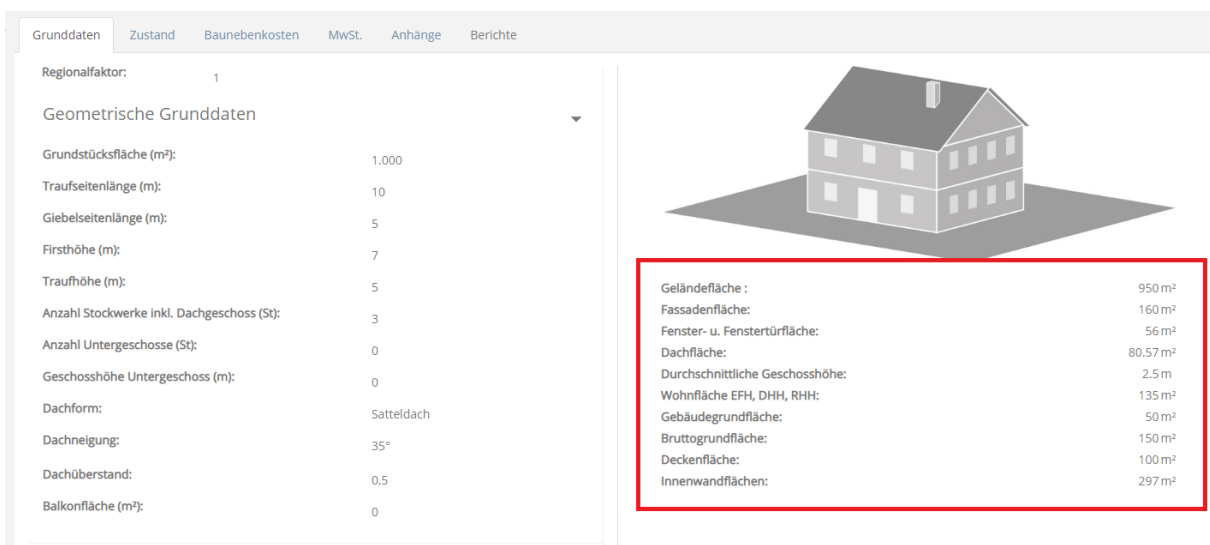 Grunddaten Zustand Baunebenkosten MwSt. Anhänge Berichte
Regionalfaktor: 1
Geometrische Grunddaten
Grundstücksfläche (m²): 1.000
Traufseitenlänge (m): 10
Giebelseitenlänge (m): 5
Firsthöhe (m): 7
Traufhöhe (m): 5
Anzahl Stockwerke inkl. Dachgeschoss (St): 3
Anzahl Untergeschosse (St): 0
Geschosshöhe Untergeschoss (m): 0
Dachform: Satteldach
Dachneigung: 35°
Dachüberstand: 0,5
Balkonfläche (m²): 0
Geländefläche : 950 m²
Fassadenfläche: 160 m²
Fenster- u. Fenstertürfläche: 56 m²
Dachfläche: 80.57 m²
Durchschnittliche Geschosshöhe: 2.5 m
Wohnfläche EFH, DHH, RHH: 135 m²
Gebäudegrundfläche: 50 m²
Bruttogrundfläche: 150 m²
Deckenfläche: 100 m²
Innenwandflächen: 297 m²